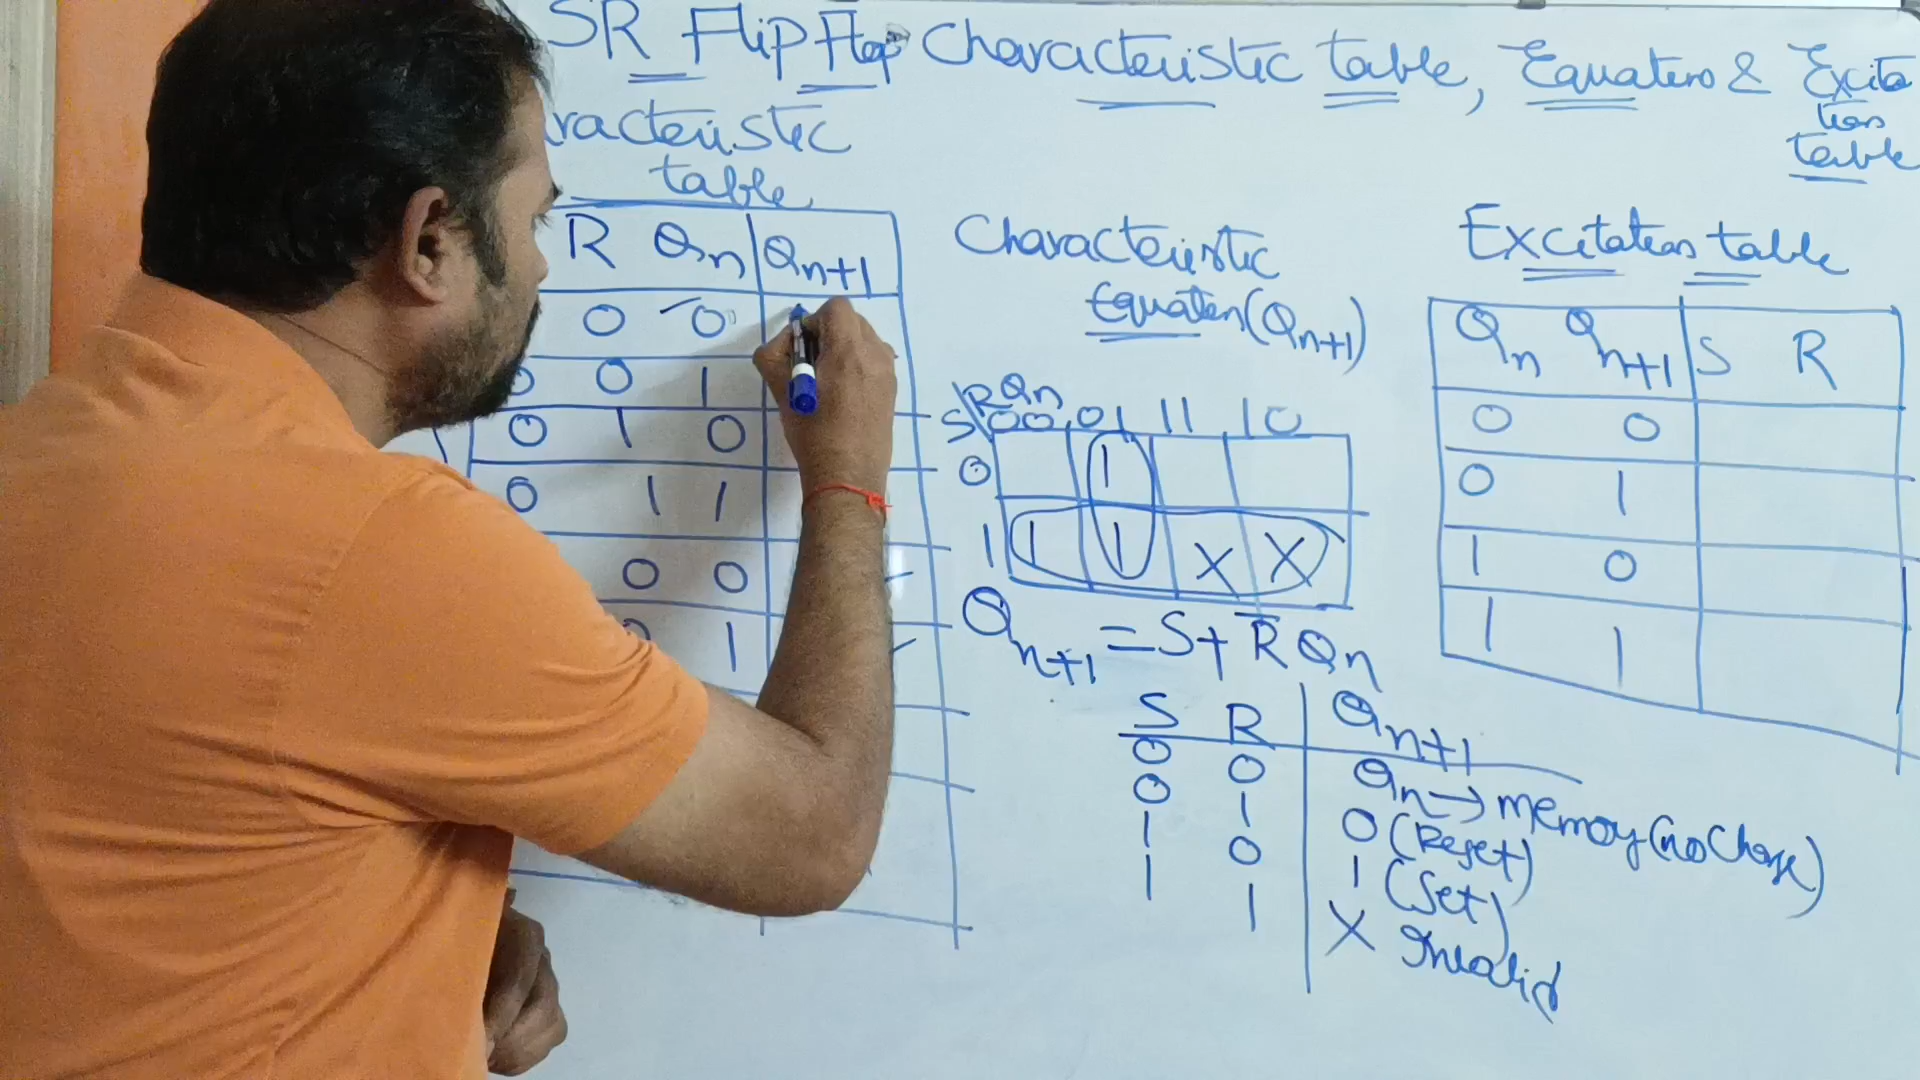 SR Flip Flop Characteristic table, Equation & Excita
tion
table
racteristic
table
R Qn Qn+1
0 0
0 0 1
0 1 0
0 1 1
0 0
0 1
Characteristic
Equation (Qn+1)
S\RQn 00 01 11 10
0 1
1 1 1 X X
Qn+1 = S + R̅ Qn
S R Qn+1
0 0 Qn → memory (no change)
0 1 0 (Reset)
1 0 1 (Set)
1 1 X Invalid
Excitation table
Qn Qn+1 S R
0 0
0 1
1 0
1 1